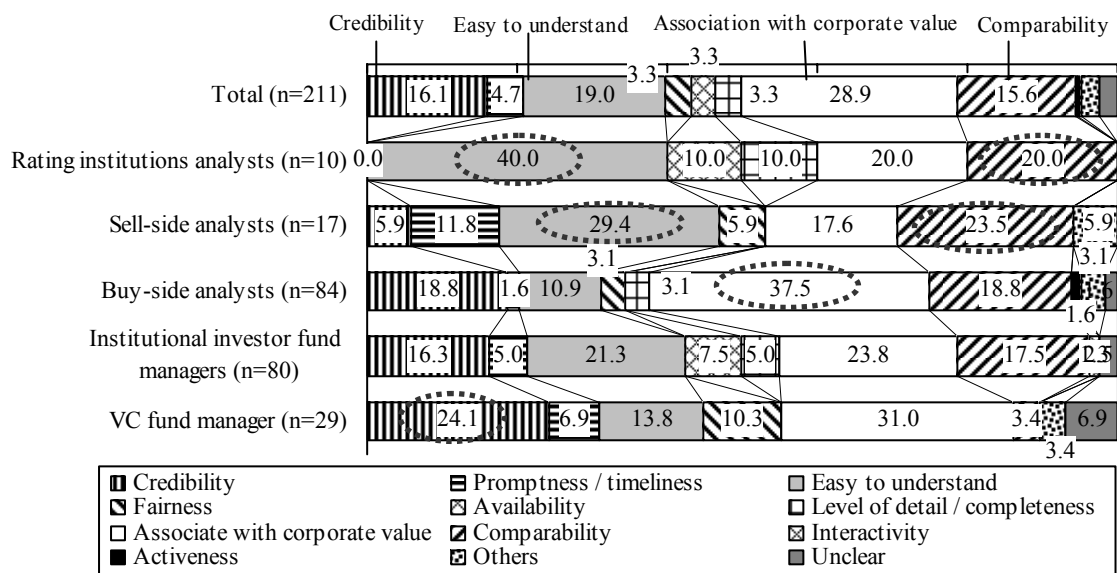 Credibility Easy to understand Association with corporate value Comparability
3.3
3.3
Total (n=211) 16.1 4.7 19.0 3.3 28.9 15.6
Rating institutions analysts (n=10) 0.0 40.0 10.0 10.0 20.0 20.0
Sell-side analysts (n=17) 5.9 11.8 29.4 5.9 17.6 23.5 5.9
3.1 3.1
Buy-side analysts (n=84) 18.8 1.6 10.9 3.1 37.5 18.8
1.6
Institutional investor fund
managers (n=80) 16.3 5.0 21.3 7.5 5.0 23.8 17.5
VC fund manager (n=29) 24.1 6.9 13.8 10.3 31.0 3.4 6.9
3.4
Credibility Promptness / timeliness Easy to understand
Fairness Availability Level of detail / completeness
Associate with corporate value Comparability Interactivity
Activeness Others Unclear